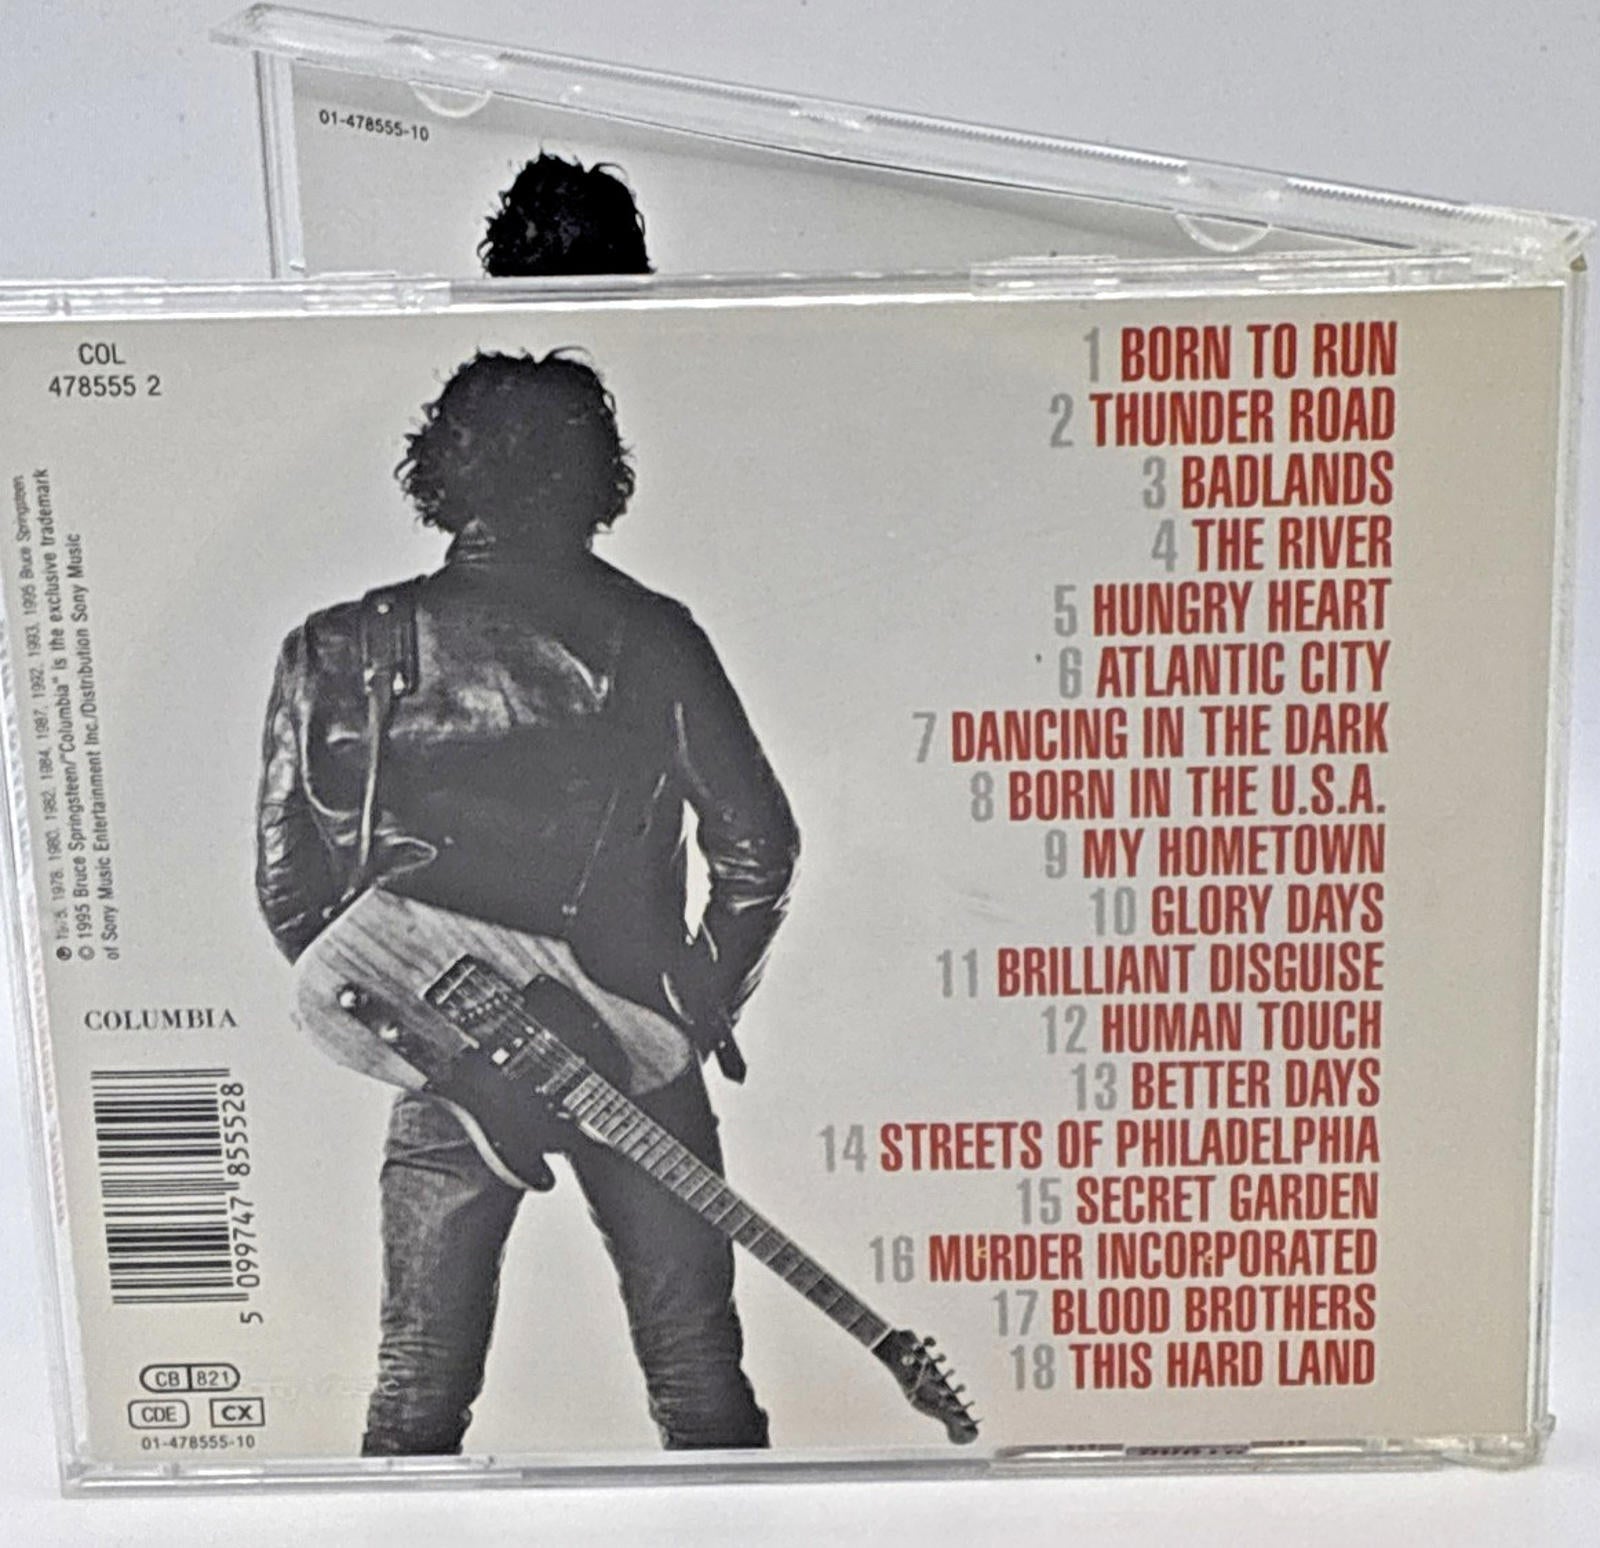 01-478555-10
COL
478555 2
1 BORN TO RUN
2 THUNDER ROAD
3 BADLANDS
4 THE RIVER
5 HUNGRY HEART
6 ATLANTIC CITY
7 DANCING IN THE DARK
8 BORN IN THE U.S.A.
9 MY HOMETOWN
10 GLORY DAYS
11 BRILLIANT DISGUISE
12 HUMAN TOUCH
13 BETTER DAYS
14 STREETS OF PHILADELPHIA
15 SECRET GARDEN
16 MURDER INCORPORATED
17 BLOOD BROTHERS
18 THIS HARD LAND
℗ 1975, 1978, 1980, 1982, 1984, 1987, 1992, 1993, 1995 Bruce Springsteen
© 1995 Bruce Springsteen/"Columbia" is the exclusive trademark
of Sony Music Entertainment Inc./Distribution Sony Music
COLUMBIA
5 099747 855528
CB 821
CDE CX
01-478555-10